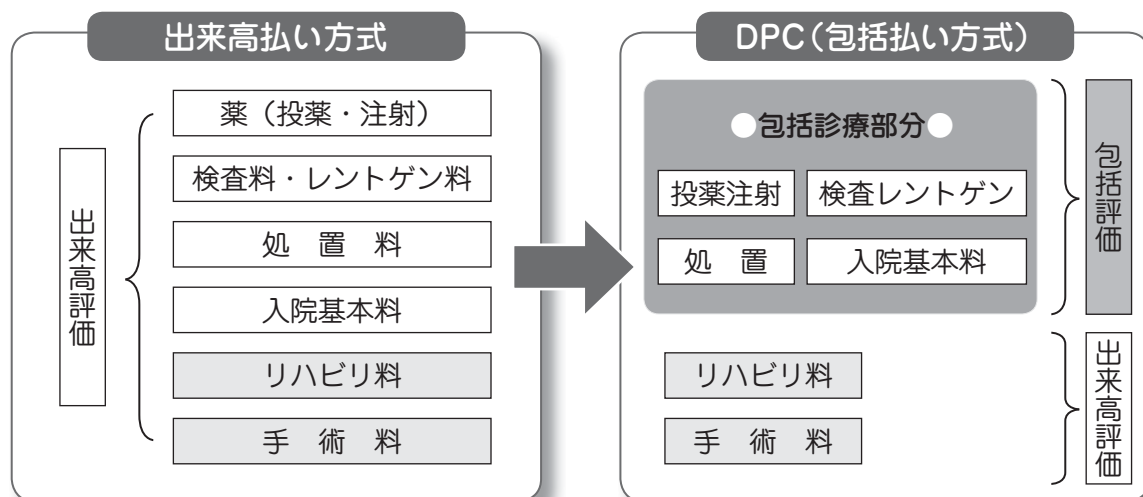 出来高払い方式
出来高評価
薬（投薬・注射）
検査料・レントゲン料
処　置　料
入院基本料
リハビリ料
手　術　料
DPC（包括払い方式）
●包括診療部分●
投薬注射
検査レントゲン
処　置
入院基本料
包括評価
リハビリ料
手　術　料
出来高評価